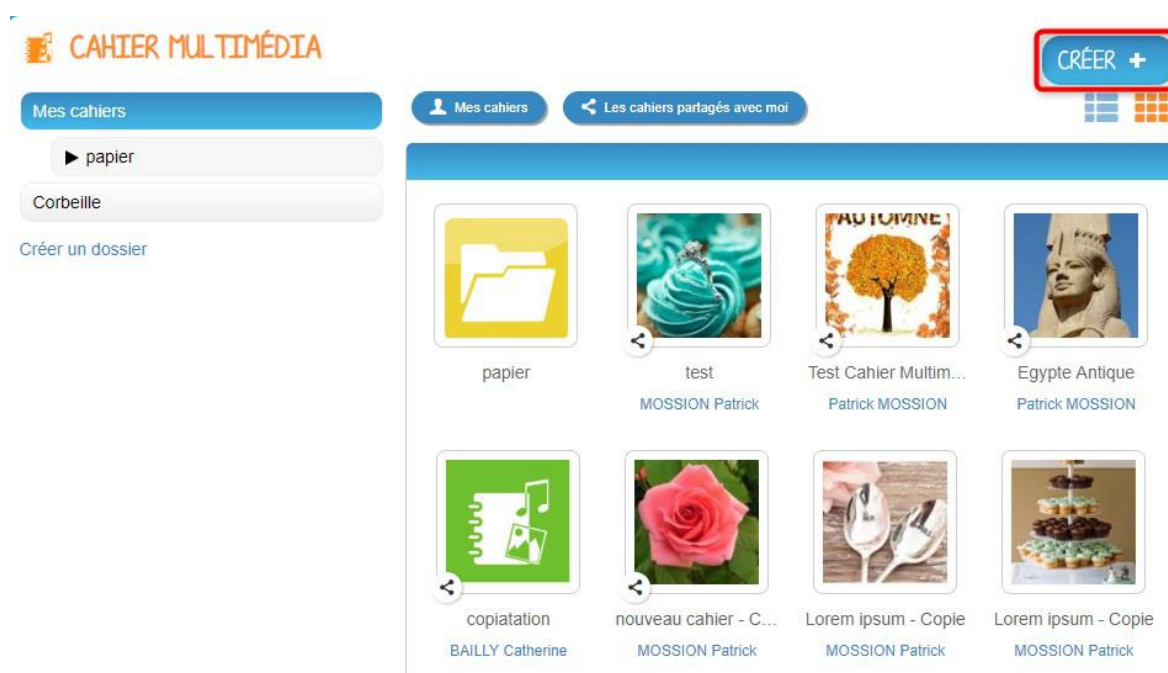 CAHIER MULTIMÉDIA
CRÉER +
Mes cahiers
papier
Corbeille
Créer un dossier
Mes cahiers
Les cahiers partagés avec moi
AUTOMNE
papier
test
Test Cahier Multim...
Egypte Antique
MOSSION Patrick
Patrick MOSSION
Patrick MOSSION
copiatation
nouveau cahier - C...
Lorem ipsum - Copie
Lorem ipsum - Copie
BAILLY Catherine
MOSSION Patrick
MOSSION Patrick
MOSSION Patrick